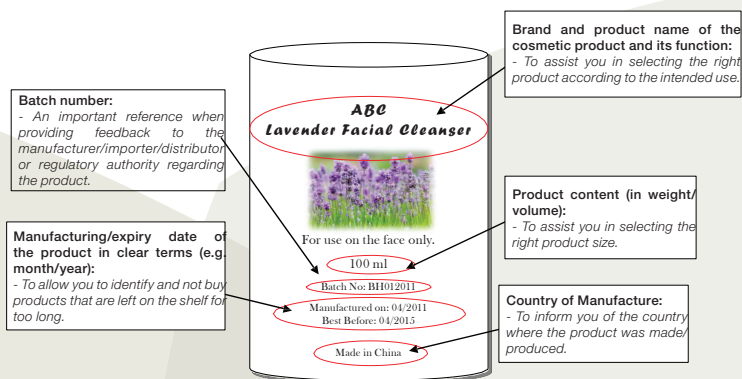 Brand and product name of the
cosmetic product and its function:
- To assist you in selecting the right
product according to the intended use.
Batch number:
- An important reference when
providing feedback to the
manufacturer/importer/distributor
or regulatory authority regarding
the product.
Manufacturing/expiry date of
the product in clear terms (e.g.
month/year):
- To allow you to identify and not buy
products that are left on the shelf for
too long.
ABC
Lavender Facial Cleanser
For use on the face only.
100 ml
Batch No: BH012011
Manufactured on: 04/2011
Best Before: 04/2015
Made in China
Product content (in weight/
volume):
- To assist you in selecting the
right product size.
Country of Manufacture:
- To inform you of the country
where the product was made/
produced.